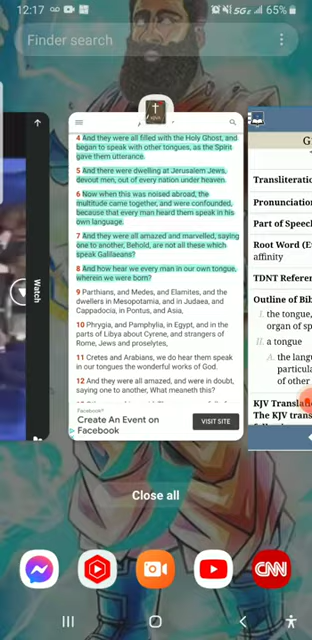 12:17
5GE
65%
Finder search
4 And they were all filled with the Holy Ghost, and
began to speak with other tongues, as the Spirit
gave them utterance.
5 And there were dwelling at Jerusalem Jews,
devout men, out of every nation under heaven.
6 Now when this was noised abroad, the
multitude came together, and were confounded,
because that every man heard them speak in his
own language.
7 And they were all amazed and marvelled, saying
one to another, Behold, are not all these which
speak Galilaeans?
8 And how hear we every man in our own tongue,
wherein we were born?
9 Parthians, and Medes, and Elamites, and the
dwellers in Mesopotamia, and in Judaea, and
Cappadocia, in Pontus, and Asia,
10 Phrygia, and Pamphylia, in Egypt, and in the
parts of Libya about Cyrene, and strangers of
Rome, Jews and proselytes,
11 Cretes and Arabians, we do hear them speak
in our tongues the wonderful works of God.
12 And they were all amazed, and were in doubt,
saying one to another, What meaneth this?
Facebook?
Create An Event on
Facebook
VISIT SITE
Watch
G
Transliteratio
Pronunciation
Part of Speech
Root Word (E
affinity
TDNT Referen
Outline of Bib
I. the tongue,
organ of sp
II. a tongue
A. the langu
particula
of other
KJV Transla
The KJV trans
Close all
CNN